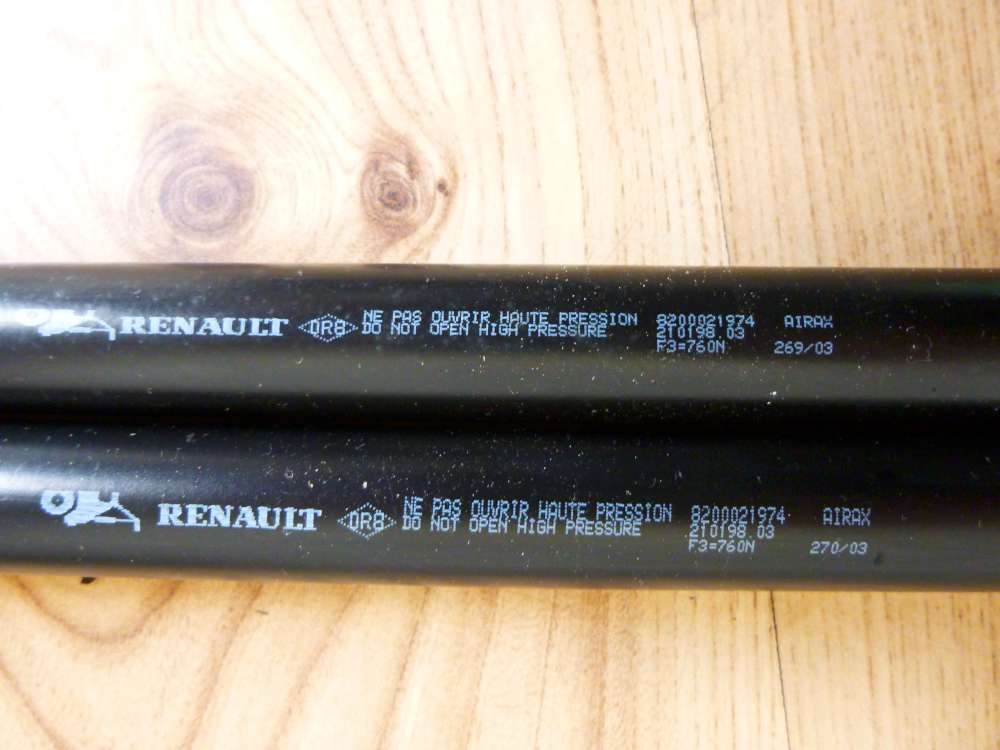 RENAULT DR8 NE PAS OUVRIR HAUTE PRESSION 8200021974 AIRAX
DO NOT OPEN HIGH PRESSURE 2T0198.03
F3=760N 269/03
RENAULT DR8 NE PAS OUVRIR HAUTE PRESSION 8200021974 AIRAX
DO NOT OPEN HIGH PRESSURE 2T0198.03
F3=760N 270/03